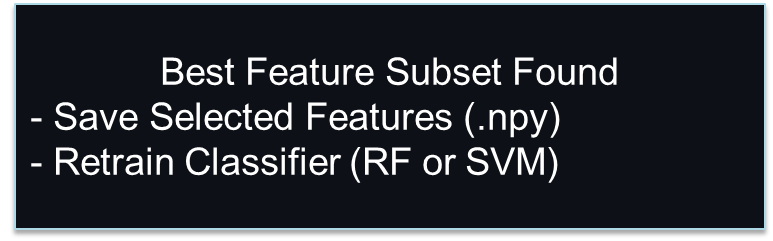 Best Feature Subset Found
- Save Selected Features (.npy)
- Retrain Classifier (RF or SVM)